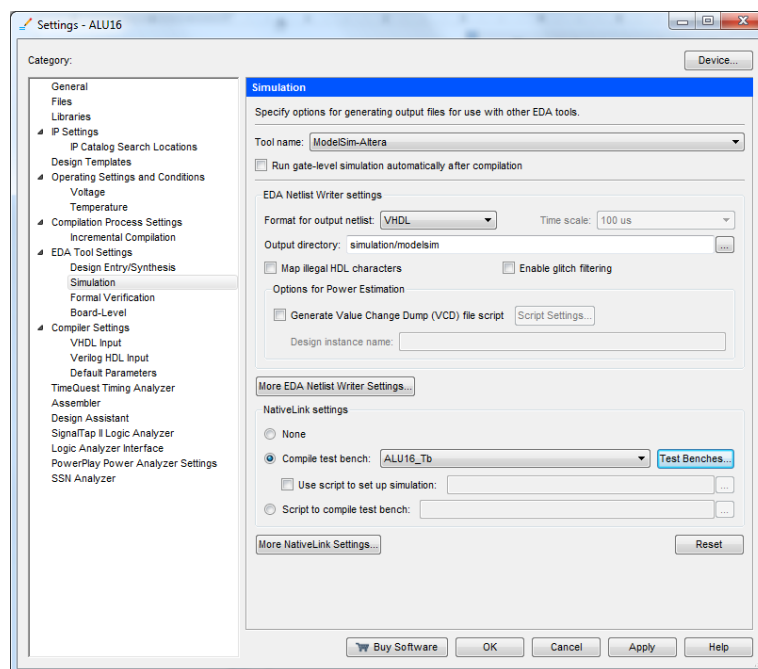 Settings - ALU16
Category:
Device...
General
Files
Libraries
IP Settings
IP Catalog Search Locations
Design Templates
Operating Settings and Conditions
Voltage
Temperature
Compilation Process Settings
Incremental Compilation
EDA Tool Settings
Design Entry/Synthesis
Simulation
Formal Verification
Board-Level
Compiler Settings
VHDL Input
Verilog HDL Input
Default Parameters
TimeQuest Timing Analyzer
Assembler
Design Assistant
SignalTap II Logic Analyzer
Logic Analyzer Interface
PowerPlay Power Analyzer Settings
SSN Analyzer
Simulation
Specify options for generating output files for use with other EDA tools.
Tool name: ModelSim-Altera
Run gate-level simulation automatically after compilation
EDA Netlist Writer settings
Format for output netlist: VHDL Time scale: 100 us
Output directory: simulation/modelsim ...
Map illegal HDL characters Enable glitch filtering
Options for Power Estimation
Generate Value Change Dump (VCD) file script Script Settings...
Design instance name:
More EDA Netlist Writer Settings...
NativeLink settings
None
Compile test bench: ALU16_Tb Test Benches...
Use script to set up simulation: ...
Script to compile test bench: ...
More NativeLink Settings... Reset
Buy Software OK Cancel Apply Help